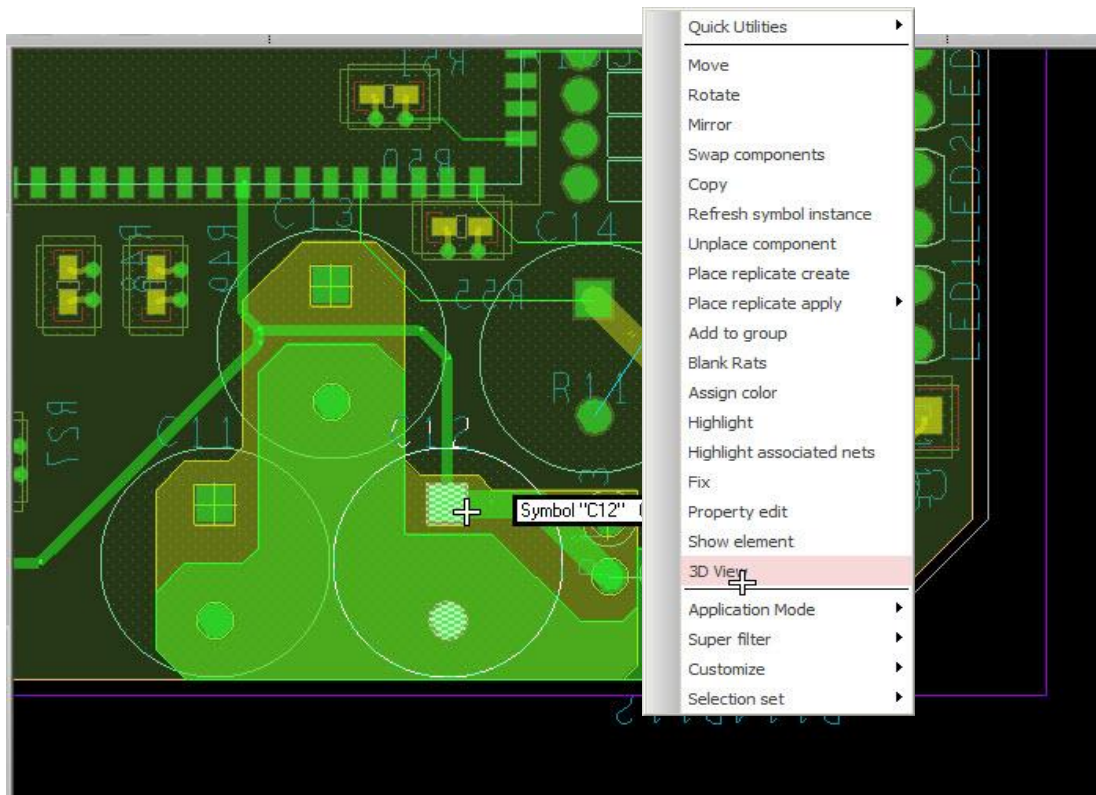 Quick Utilities
Move
Rotate
Mirror
Swap components
Copy
Refresh symbol instance
Unplace component
Place replicate create
Place replicate apply
Add to group
Blank Rats
Assign color
Highlight
Highlight associated nets
Fix
Property edit
Show element
3D View
Application Mode
Super filter
Customize
Selection set
R51
R50
C13
C14
R49
R55
R11
C11
C12
R27
Symbol "C12"
LED2
LED1